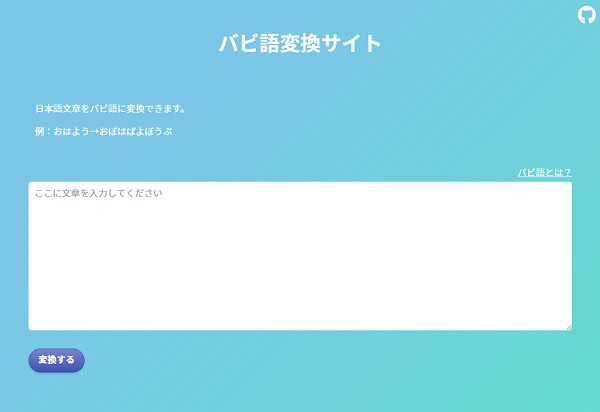 バビ語変換サイト
日本語文章をバビ語に変換できます。
例：おはよう→おぼはばよぼうぶ
バビ語とは？
ここに文章を入力してください
変換する